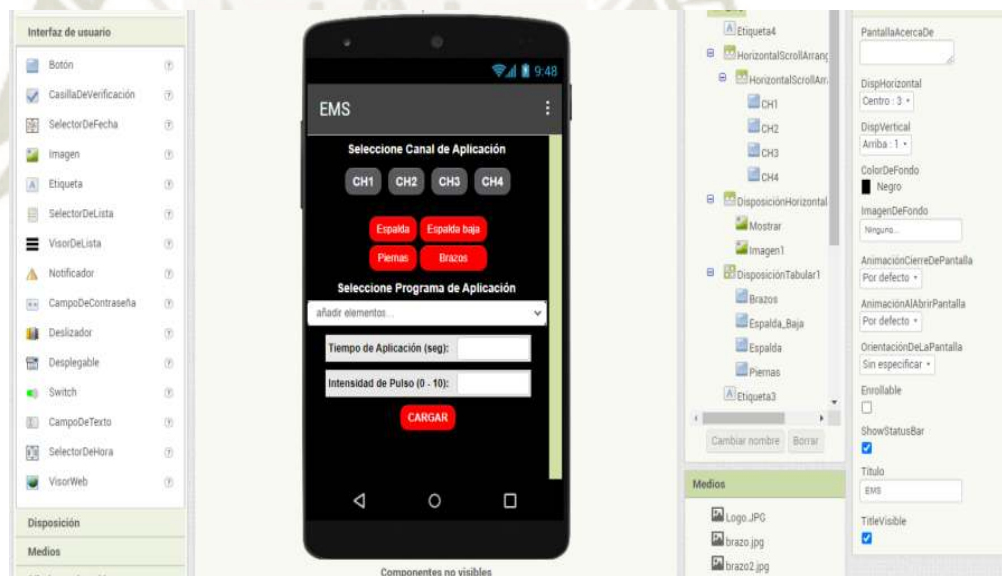 Interfaz de usuario
Botón
CasillaDeVerificación
SelectorDeFecha
Imagen
Etiqueta
SelectorDeLista
VisorDeLista
Notificador
CampoDeContraseña
Deslizador
Desplegable
Switch
CampoDeTexto
SelectorDeHora
VisorWeb
Disposición
Medios
9:48
EMS
Seleccione Canal de Aplicación
CH1 CH2 CH3 CH4
Espalda Espalda baja
Piernas Brazos
Seleccione Programa de Aplicación
añadir elementos...
Tiempo de Aplicación (seg):
Intensidad de Pulso (0 - 10):
CARGAR
Componentes no visibles
Etiqueta4
HorizontalScrollArrang
HorizontalScrollArr
CH1
CH2
CH3
CH4
DisposiciónHorizontal
Mostrar
Imagen1
DisposiciónTabular1
Brazos
Espalda_Baja
Espalda
Piernas
Etiqueta3
Cambiar nombre Borrar
Medios
Logo.JPG
brazo.jpg
brazo2.jpg
PantallaAcercaDe
DispHorizontal
Centro : 3
DispVertical
Arriba : 1
ColorDeFondo
Negro
ImagenDeFondo
Ninguno...
AnimaciónCierreDePantalla
Por defecto
AnimaciónAlAbrirPantalla
Por defecto
OrientaciónDeLaPantalla
Sin especificar
Enrollable
ShowStatusBar
Título
EMS
TitleVisible